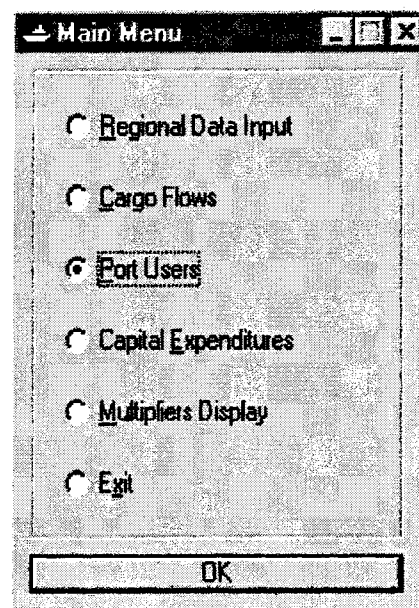 Main Menu
Regional Data Input
Cargo Flows
Port Users
Capital Expenditures
Multipliers Display
Exit
OK